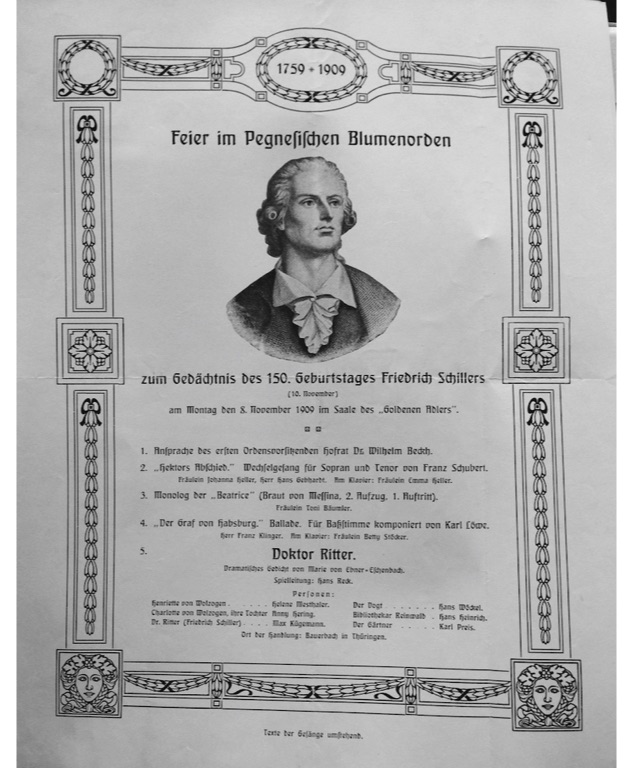 1759 + 1909
Feier im Pegnesischen Blumenorden
zum Gedächtnis des 150. Geburtstages Friedrich Schillers
(10. November)
am Montag den 8. November 1909 im Saale des „Goldenen Adlers".
1. Ansprache des ersten Ordensvorsitzenden Hofrat Dr. Wilhelm Beckh.
2. „Hektors Abschied." Wechselgesang für Sopran und Tenor von Franz Schubert.
Fräulein Johanna Heller, Herr Hans Gebhardt. Am Klavier: Fräulein Emma Heller.
3. Monolog der „Beatrice" (Braut von Messina, 2. Aufzug, 1. Auftritt).
Fräulein Toni Bäumler.
4. „Der Graf von Habsburg." Ballade. Für Baßstimme komponiert von Karl Löwe.
Herr Franz Klinger. Am Klavier: Fräulein Betty Stöcker.
5. Doktor Ritter.
Dramatisches Gedicht von Marie von Ebner-Eschenbach.
Spielleitung: Hans Reck.
Personen:
Henriette von Wolzogen . . . . . Helene Mesthaler. Der Vogt . . . . . . . Hans Wöckel.
Charlotte von Wolzogen, ihre Tochter Anny Hering. Bibliothekar Reinwald . Hans Heinrich.
Dr. Ritter (Friedrich Schiller) . . . . Max Kügemann. Der Gärtner . . . . . Karl Preis.
Ort der Handlung: Bauerbach in Thüringen.
Texte der Gesänge umstehend.